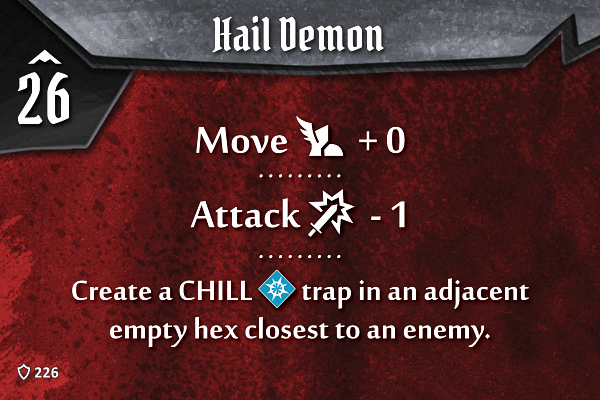 Hail Demon
26
Move + 0
Attack - 1
Create a CHILL trap in an adjacent
empty hex closest to an enemy.
226